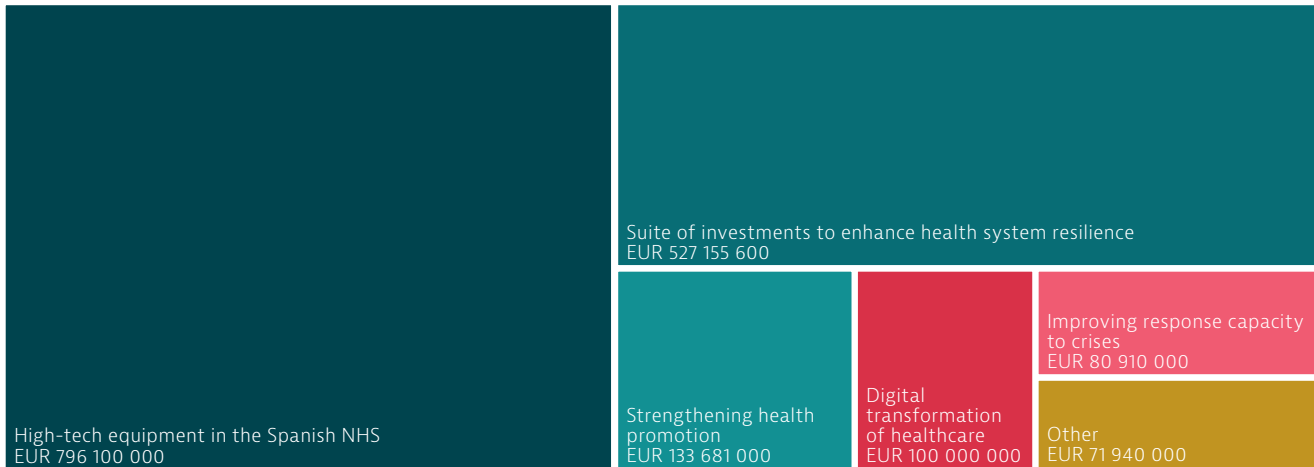 High-tech equipment in the Spanish NHS
EUR 796 100 000
Suite of investments to enhance health system resilience
EUR 527 155 600
Strengthening health
promotion
EUR 133 681 000
Digital
transformation
of healthcare
EUR 100 000 000
Improving response capacity
to crises
EUR 80 910 000
Other
EUR 71 940 000